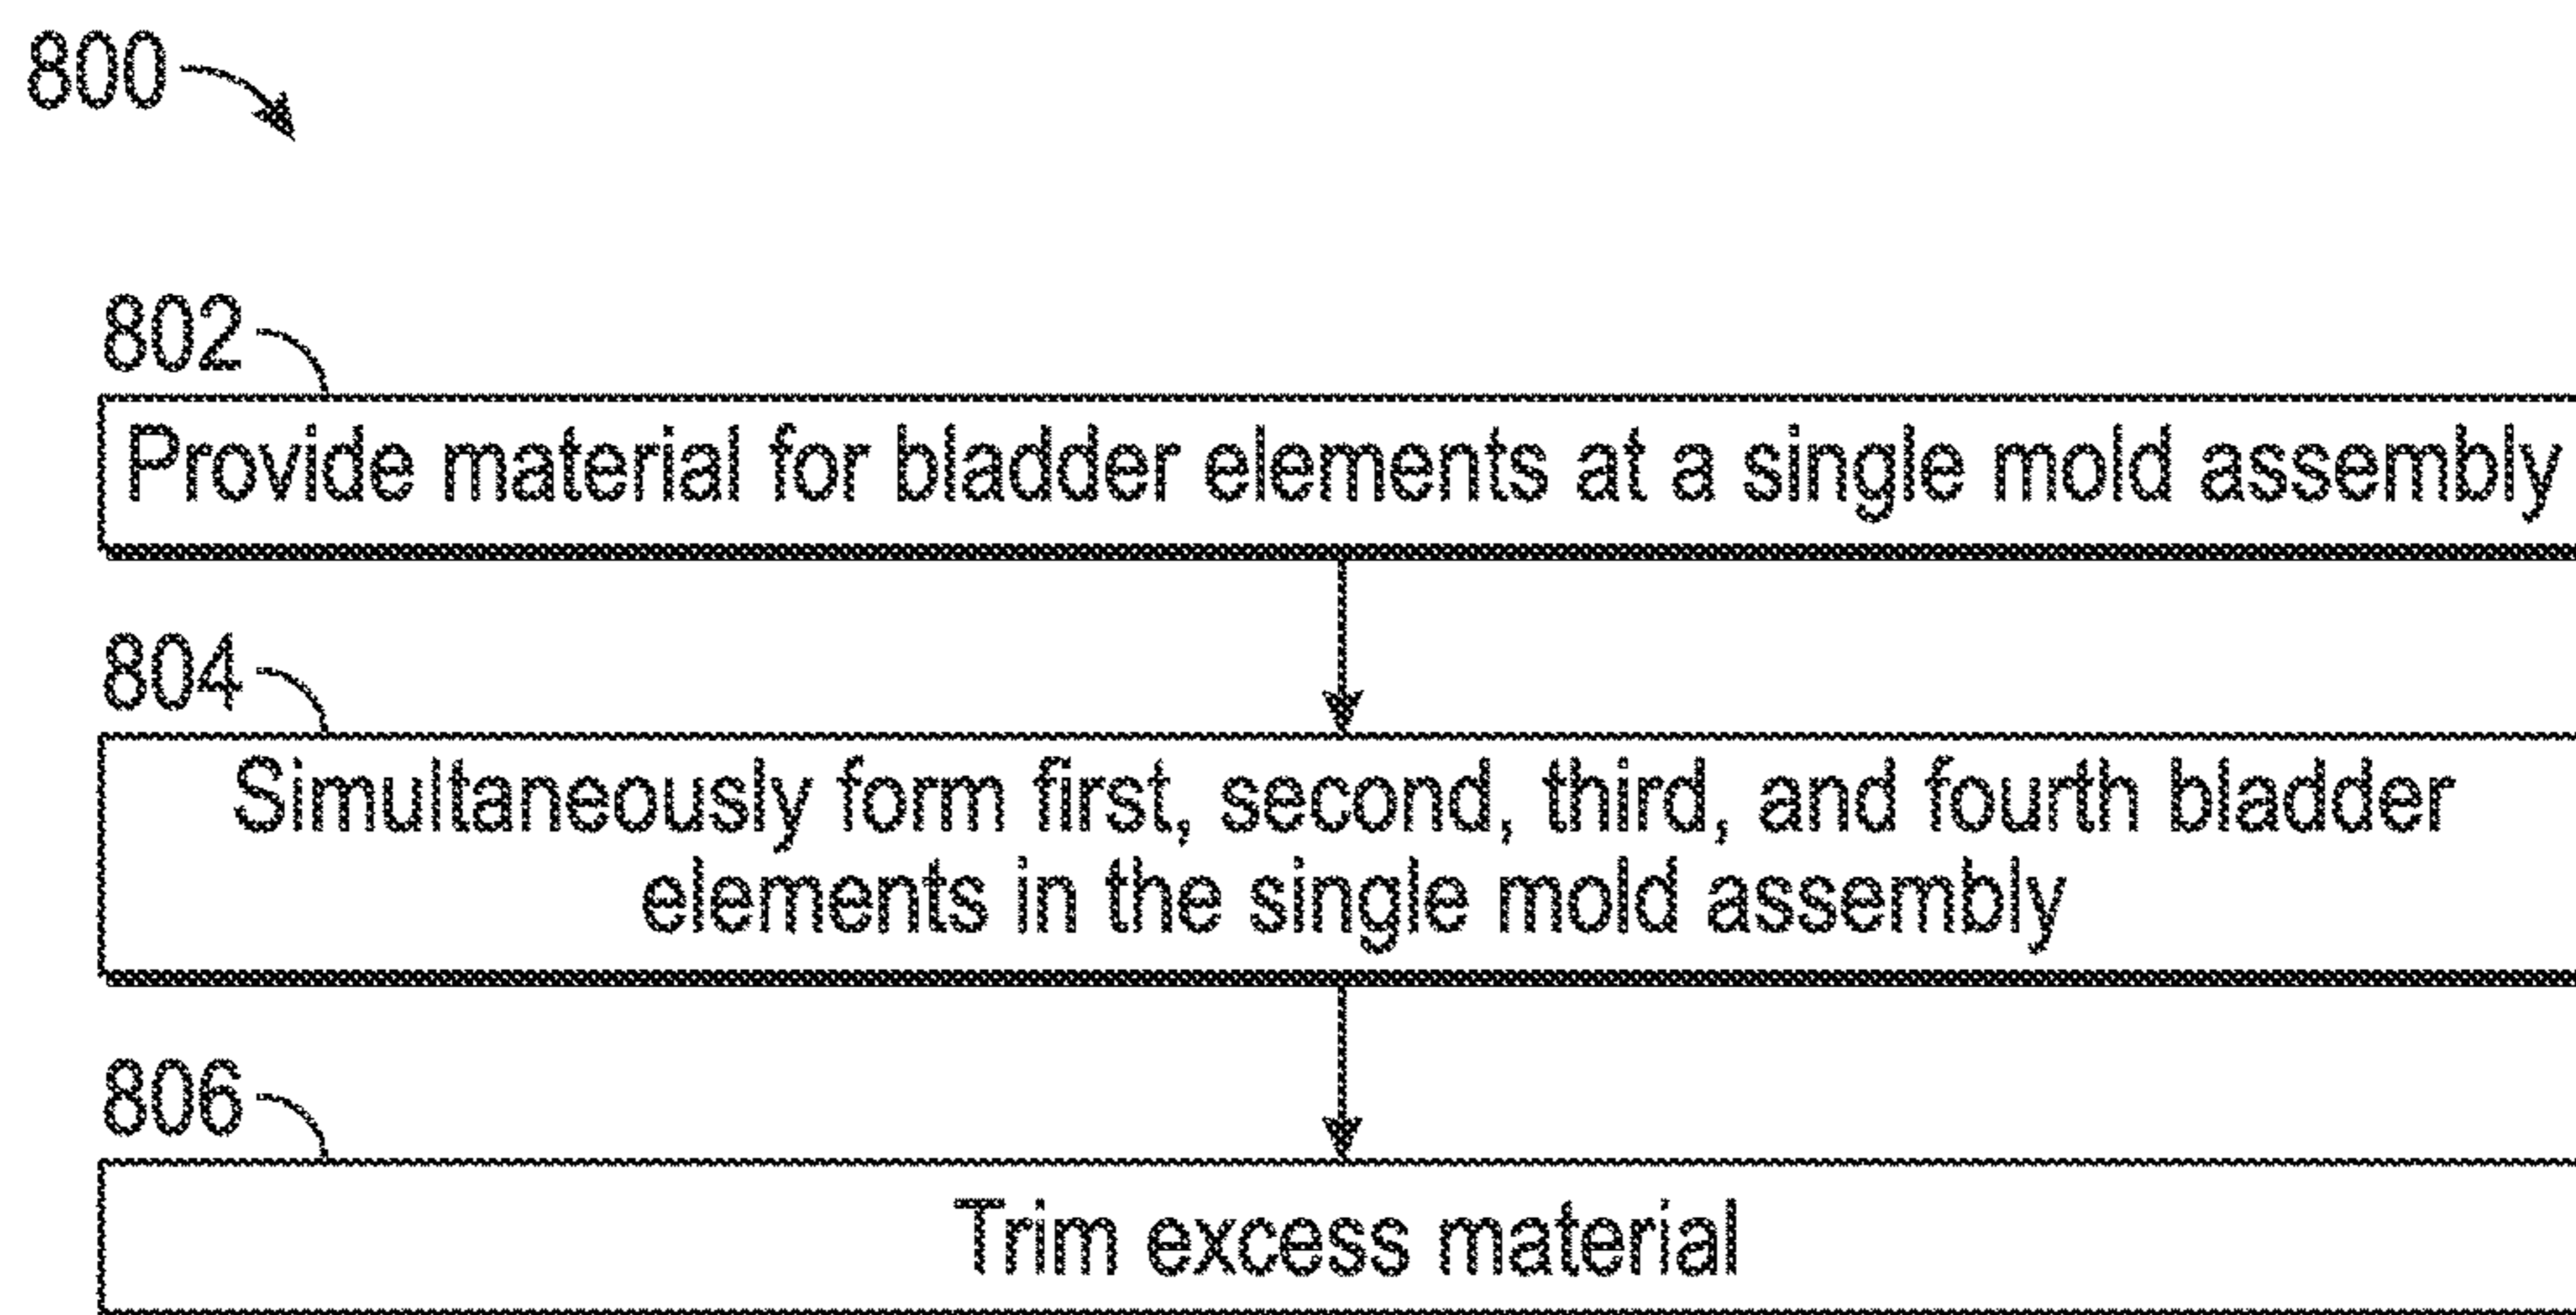 800
802
Provide material for bladder elements at a single mold assembly
804
Simultaneously form first, second, third, and fourth bladder
elements in the single mold assembly
806
Trim excess material